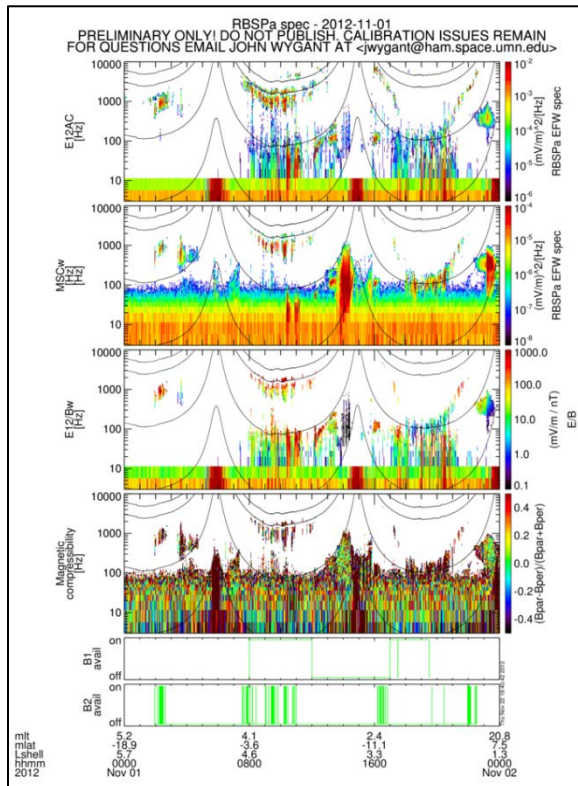 RBSPa spec - 2012-11-01
PRELIMINARY ONLY! DO NOT PUBLISH. CALIBRATION ISSUES REMAIN
FOR QUESTIONS EMAIL JOHN WYGANT AT <jwygant@ham.space.umn.edu>
10000
1000
100
10
E12AC
[Hz]
10^-2
10^-3
10^-4
10^-5
10^-6
(mV/m)^2/[Hz]
RBSPa EFW spec
10000
1000
100
10
MSCw
[Hz]
[Hz]
10^-4
10^-5
10^-6
10^-7
10^-8
(mV/m)^2/[Hz]
RBSPa EFW spec
10000
1000
100
10
E12/Bw
[Hz]
1000.0
100.0
10.0
1.0
0.1
(mV/m / nT)
E/B
10000
1000
100
10
Magnetic
compressibility
[Hz]
0.4
0.2
0.0
-0.2
-0.4
(Bpar-Bper)/(Bpar+Bper)
on
off
B1
avail
on
off
B2
avail
mlt 5.2 4.1 2.4 20.8
mlat -18.9 -3.6 -11.1 7.5
Lshell 5.7 4.6 3.3 1.3
hhmm 0000 0800 1600 0000
2012 Nov 01 Nov 02